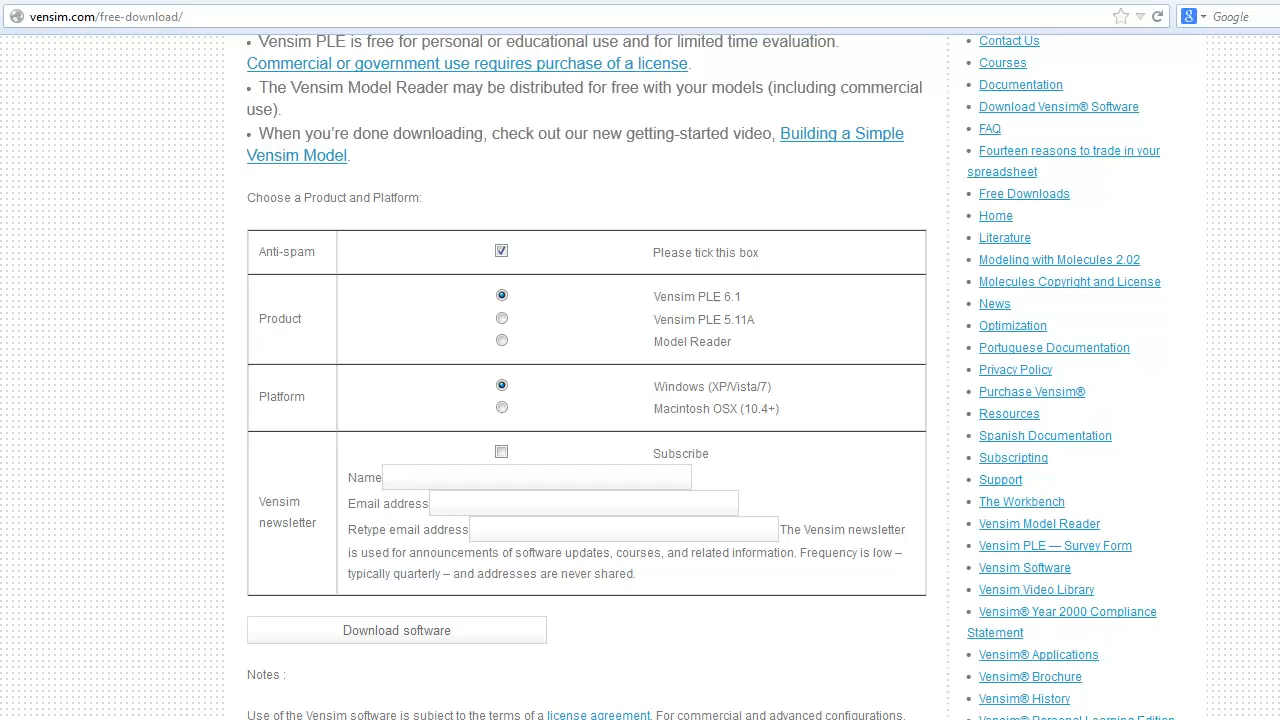 vensim.com/free-download/
Google
• Vensim PLE is free for personal or educational use and for limited time evaluation.
Commercial or government use requires purchase of a license.
• The Vensim Model Reader may be distributed for free with your models (including commercial
use).
• When you're done downloading, check out our new getting-started video, Building a Simple
Vensim Model.
Choose a Product and Platform:
Anti-spam
Please tick this box
Product
Vensim PLE 6.1
Vensim PLE 5.11A
Model Reader
Platform
Windows (XP/Vista/7)
Macintosh OSX (10.4+)
Vensim
newsletter
Subscribe
Name
Email address
Retype email address The Vensim newsletter
is used for announcements of software updates, courses, and related information. Frequency is low –
typically quarterly – and addresses are never shared.
Download software
Notes :
Use of the Vensim software is subject to the terms of a license agreement. For commercial and advanced configurations,
• Contact Us
• Courses
• Documentation
• Download Vensim® Software
• FAQ
• Fourteen reasons to trade in your
spreadsheet
• Free Downloads
• Home
• Literature
• Modeling with Molecules 2.02
• Molecules Copyright and License
• News
• Optimization
• Portuguese Documentation
• Privacy Policy
• Purchase Vensim®
• Resources
• Spanish Documentation
• Subscripting
• Support
• The Workbench
• Vensim Model Reader
• Vensim PLE — Survey Form
• Vensim Software
• Vensim Video Library
• Vensim® Year 2000 Compliance
Statement
• Vensim® Applications
• Vensim® Brochure
• Vensim® History
• Vensim® Personal Learning Edition